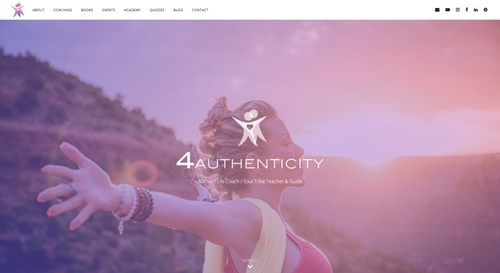 ABOUT COACHING BOOKS EVENTS ACADEMY QUIZZES BLOG CONTACT
4AUTHENTICITY
Author / Life Coach / Soul Tribe Teacher & Guide
SCROLL